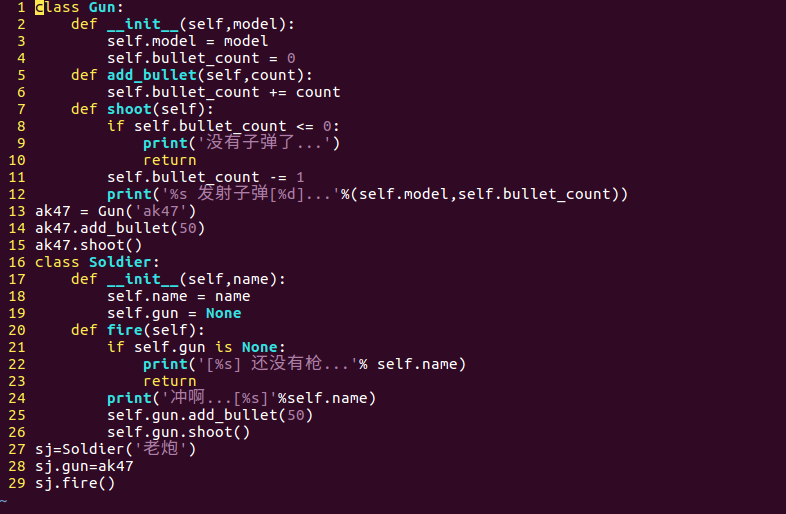 1 class Gun:
2     def __init__(self,model):
3         self.model = model
4         self.bullet_count = 0
5     def add_bullet(self,count):
6         self.bullet_count += count
7     def shoot(self):
8         if self.bullet_count <= 0:
9             print('没有子弹了...')
10             return
11         self.bullet_count -= 1
12         print('%s 发射子弹[%d]...'%(self.model,self.bullet_count))
13 ak47 = Gun('ak47')
14 ak47.add_bullet(50)
15 ak47.shoot()
16 class Soldier:
17     def __init__(self,name):
18         self.name = name
19         self.gun = None
20     def fire(self):
21         if self.gun is None:
22             print('[%s] 还没有枪...'% self.name)
23             return
24         print('冲啊...[%s]'%self.name)
25         self.gun.add_bullet(50)
26         self.gun.shoot()
27 sj=Soldier('老炮')
28 sj.gun=ak47
29 sj.fire()
~